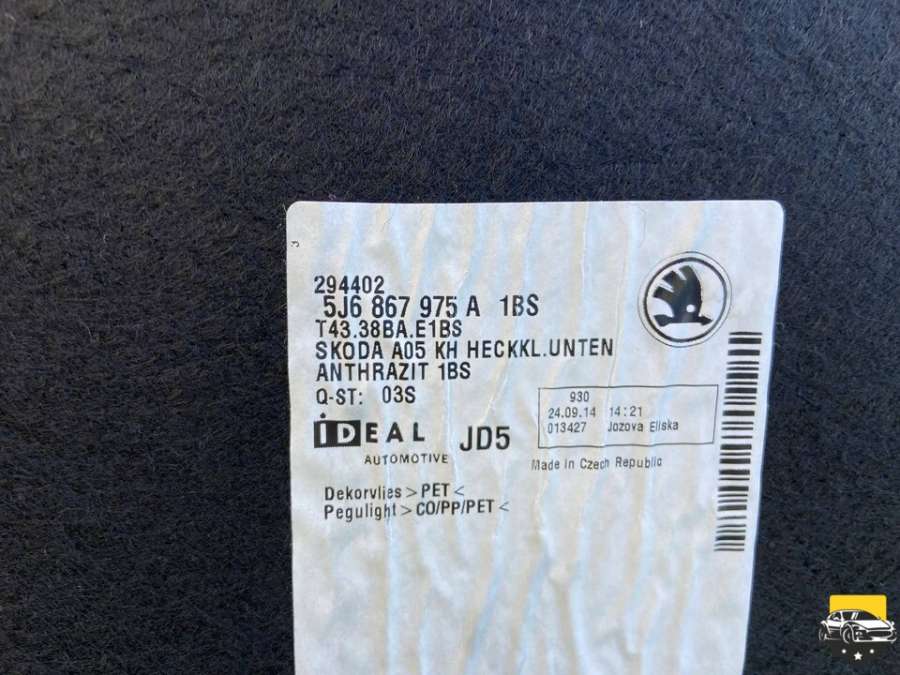 294402
5J6 867 975 A 1BS
T43.38BA.E1BS
SKODA A05 KH HECKKL.UNTEN
ANTHRAZIT 1BS
Q-ST: 03S
930
24.09.14 14:21
013427 Jozova Eliska
IDEAL
AUTOMOTIVE
JD5
Made in Czech Republic
Dekorvlies >PET<
Pegulight >CO/PP/PET<